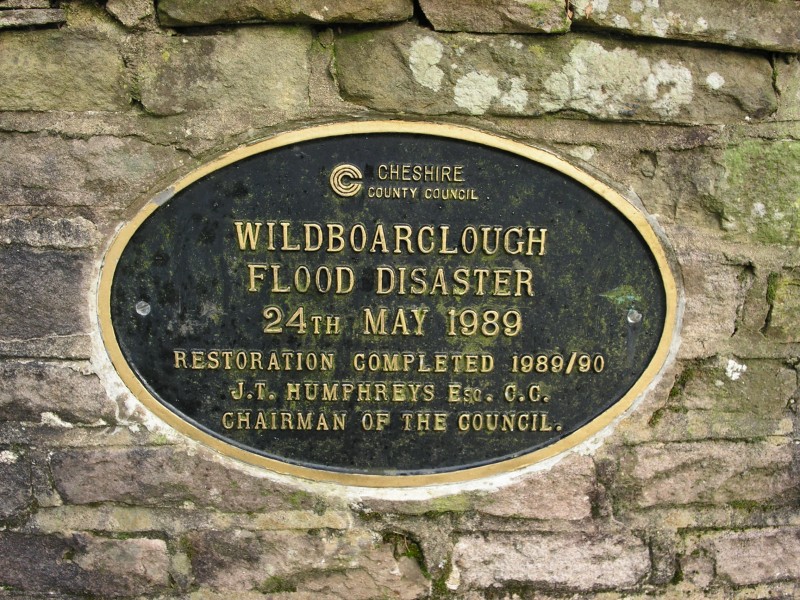 CHESHIRE
COUNTY COUNCIL
WILDBOARCLOUGH
FLOOD DISASTER
24TH MAY 1989
RESTORATION COMPLETED 1989/90
J.T. HUMPHREYS ESQ. C.C.
CHAIRMAN OF THE COUNCIL.